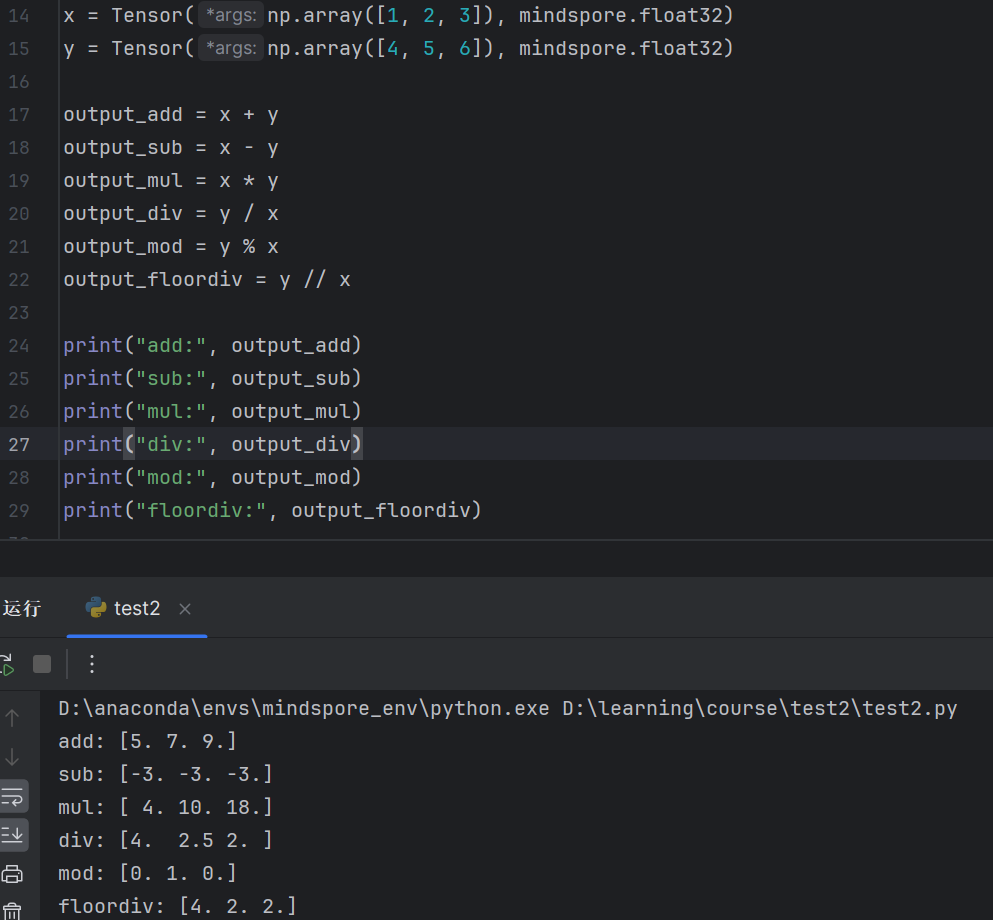 14 x = Tensor( *args: np.array([1, 2, 3]), mindspore.float32)
15 y = Tensor( *args: np.array([4, 5, 6]), mindspore.float32)
16
17 output_add = x + y
18 output_sub = x - y
19 output_mul = x * y
20 output_div = y / x
21 output_mod = y % x
22 output_floordiv = y // x
23
24 print("add:", output_add)
25 print("sub:", output_sub)
26 print("mul:", output_mul)
27 print("div:", output_div)
28 print("mod:", output_mod)
29 print("floordiv:", output_floordiv)
运行 test2 ×
D:\anaconda\envs\mindspore_env\python.exe D:\learning\course\test2\test2.py
add: [5. 7. 9.]
sub: [-3. -3. -3.]
mul: [ 4. 10. 18.]
div: [4.  2.5 2. ]
mod: [0. 1. 0.]
floordiv: [4. 2. 2.]